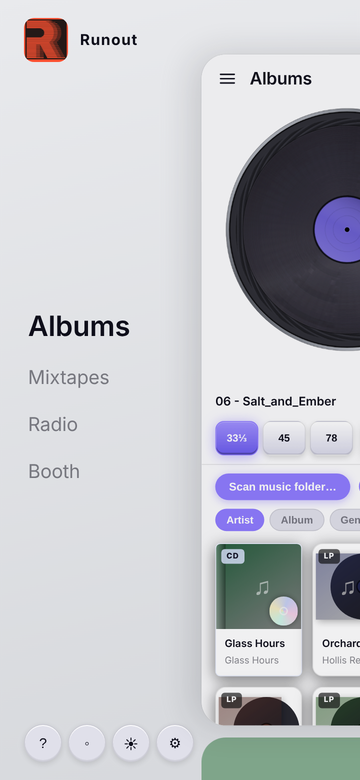 Runout
Albums
Mixtapes
Radio
Booth
?
Albums
06 - Salt_and_Ember
33⅓ 45 78
Scan music folder…
Artist Album
CD LP
Glass Hours
Glass Hours
LP LP